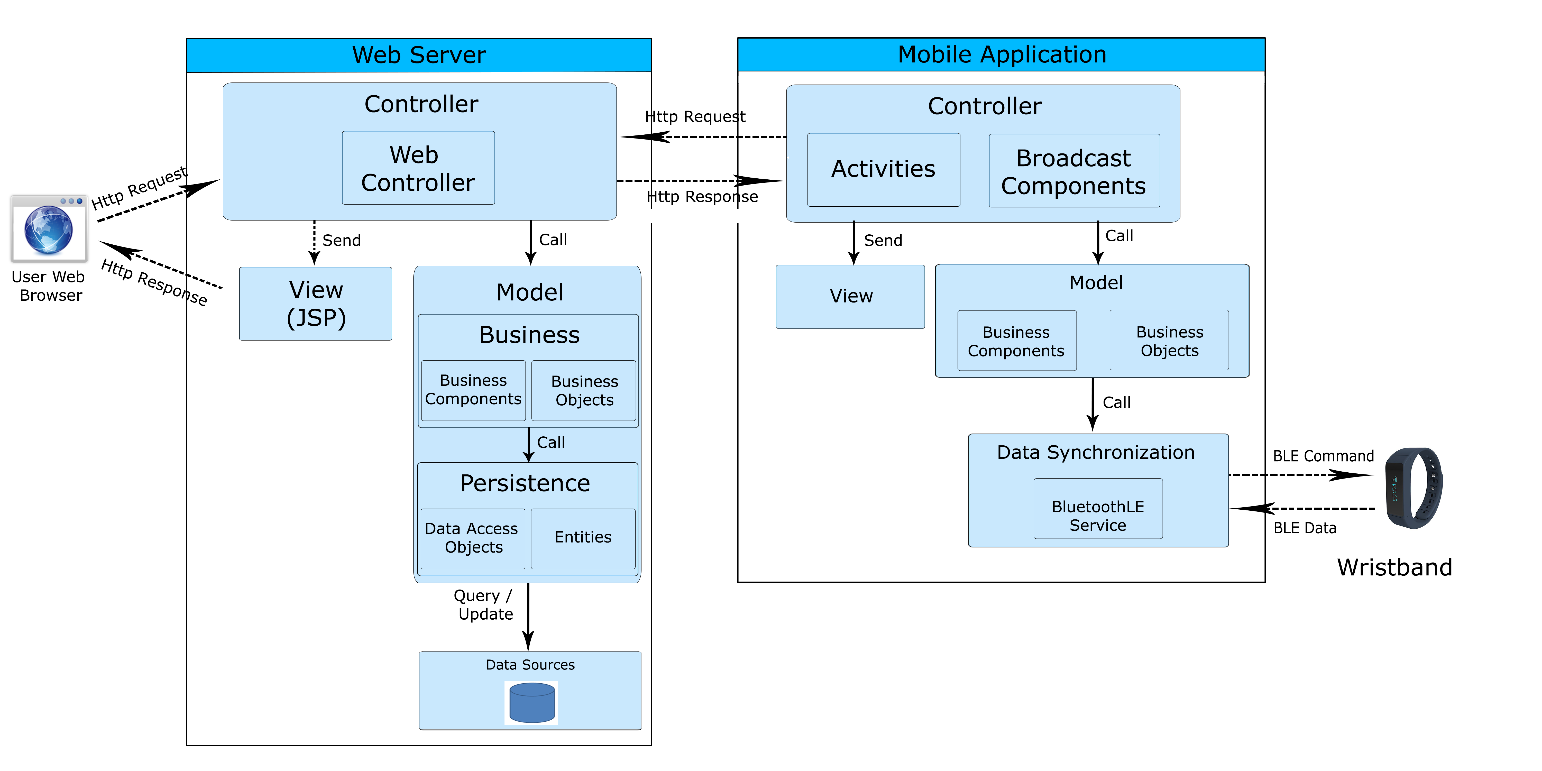 Web Server
Mobile Application
Controller
Web
Controller
Http Request
Http Response
User Web
Browser
Send
Call
View
(JSP)
Model
Business
Business
Components
Business
Objects
Call
Persistence
Data Access
Objects
Entities
Query /
Update
Data Sources
Http Request
Http Response
Controller
Activities
Broadcast
Components
Send
Call
View
Model
Business
Components
Business
Objects
Call
Data Synchronization
BluetoothLE
Service
BLE Command
BLE Data
Wristband